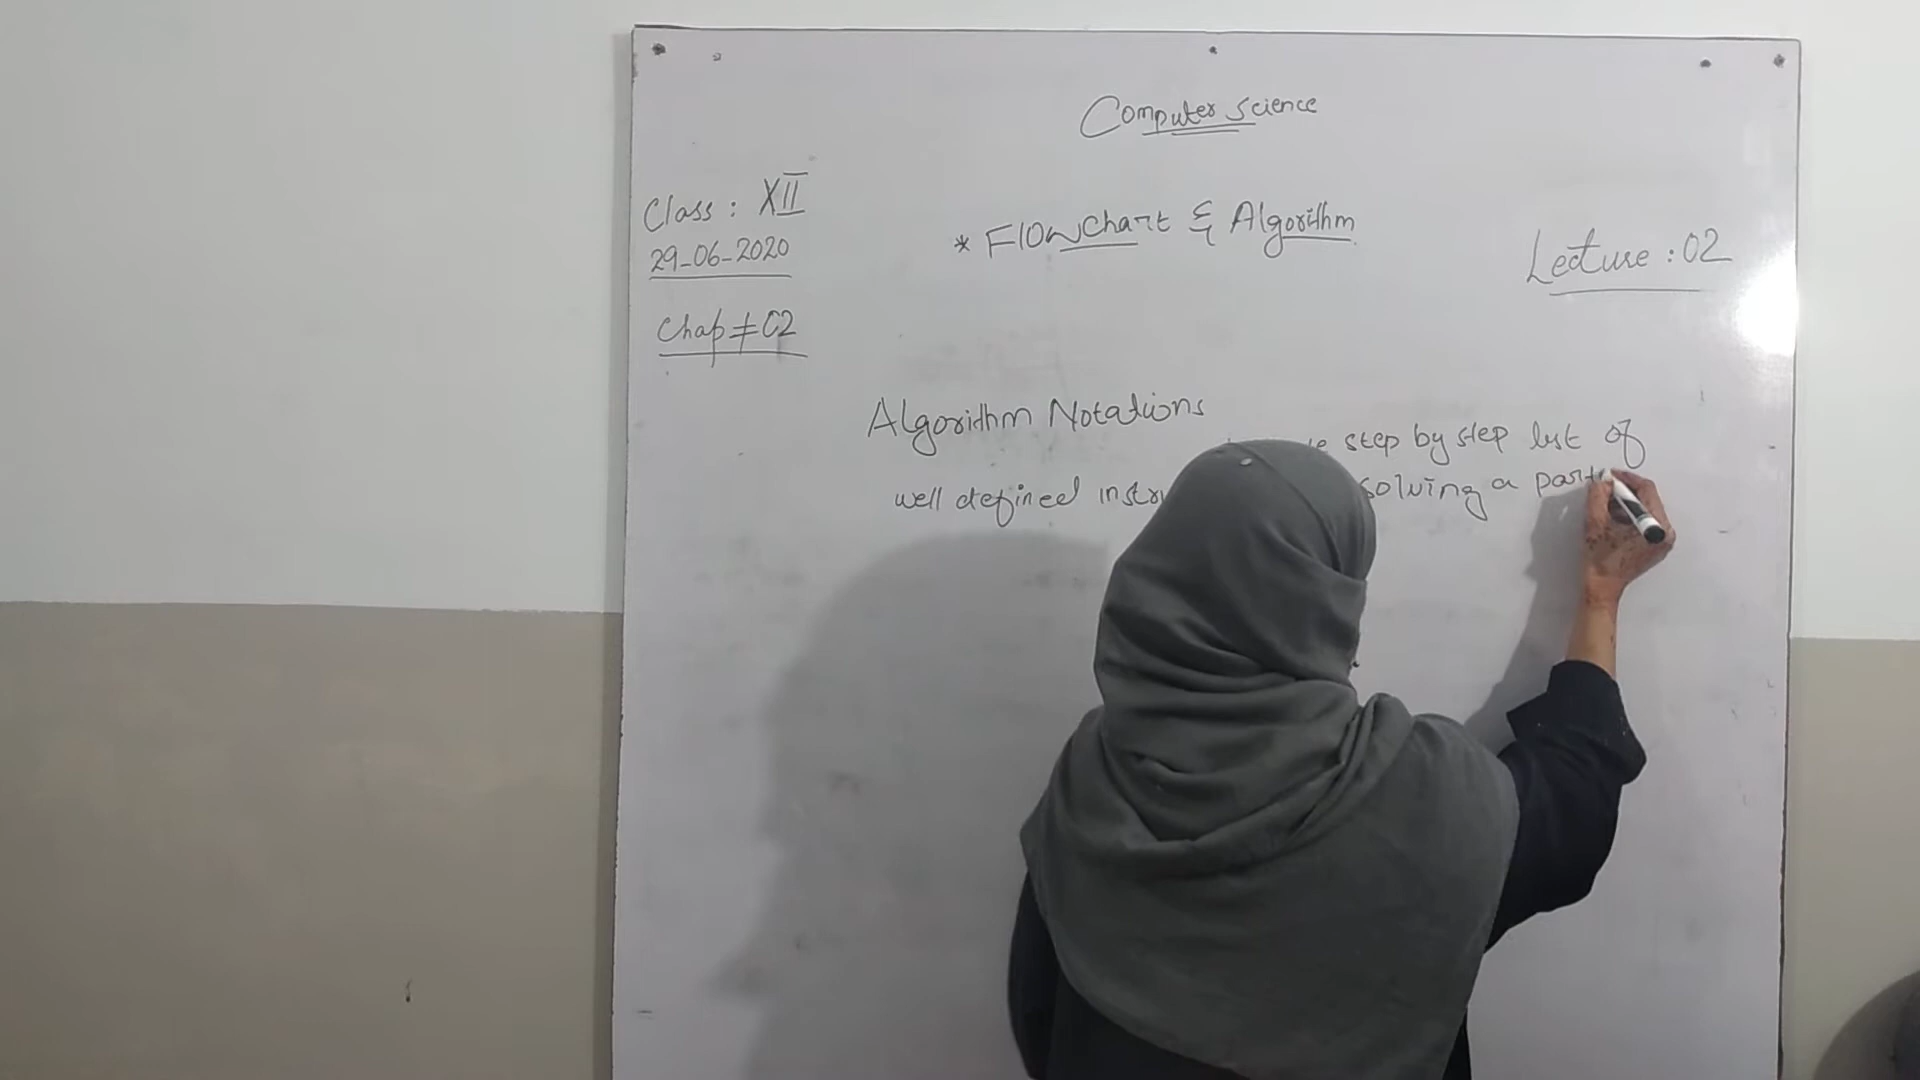 Computer Science
Class: XII
29-06-2020
* Flowchart & Algorithm
Lecture: 02
Chap # 02
Algorithm Notations
step by step list of
well defined solving a